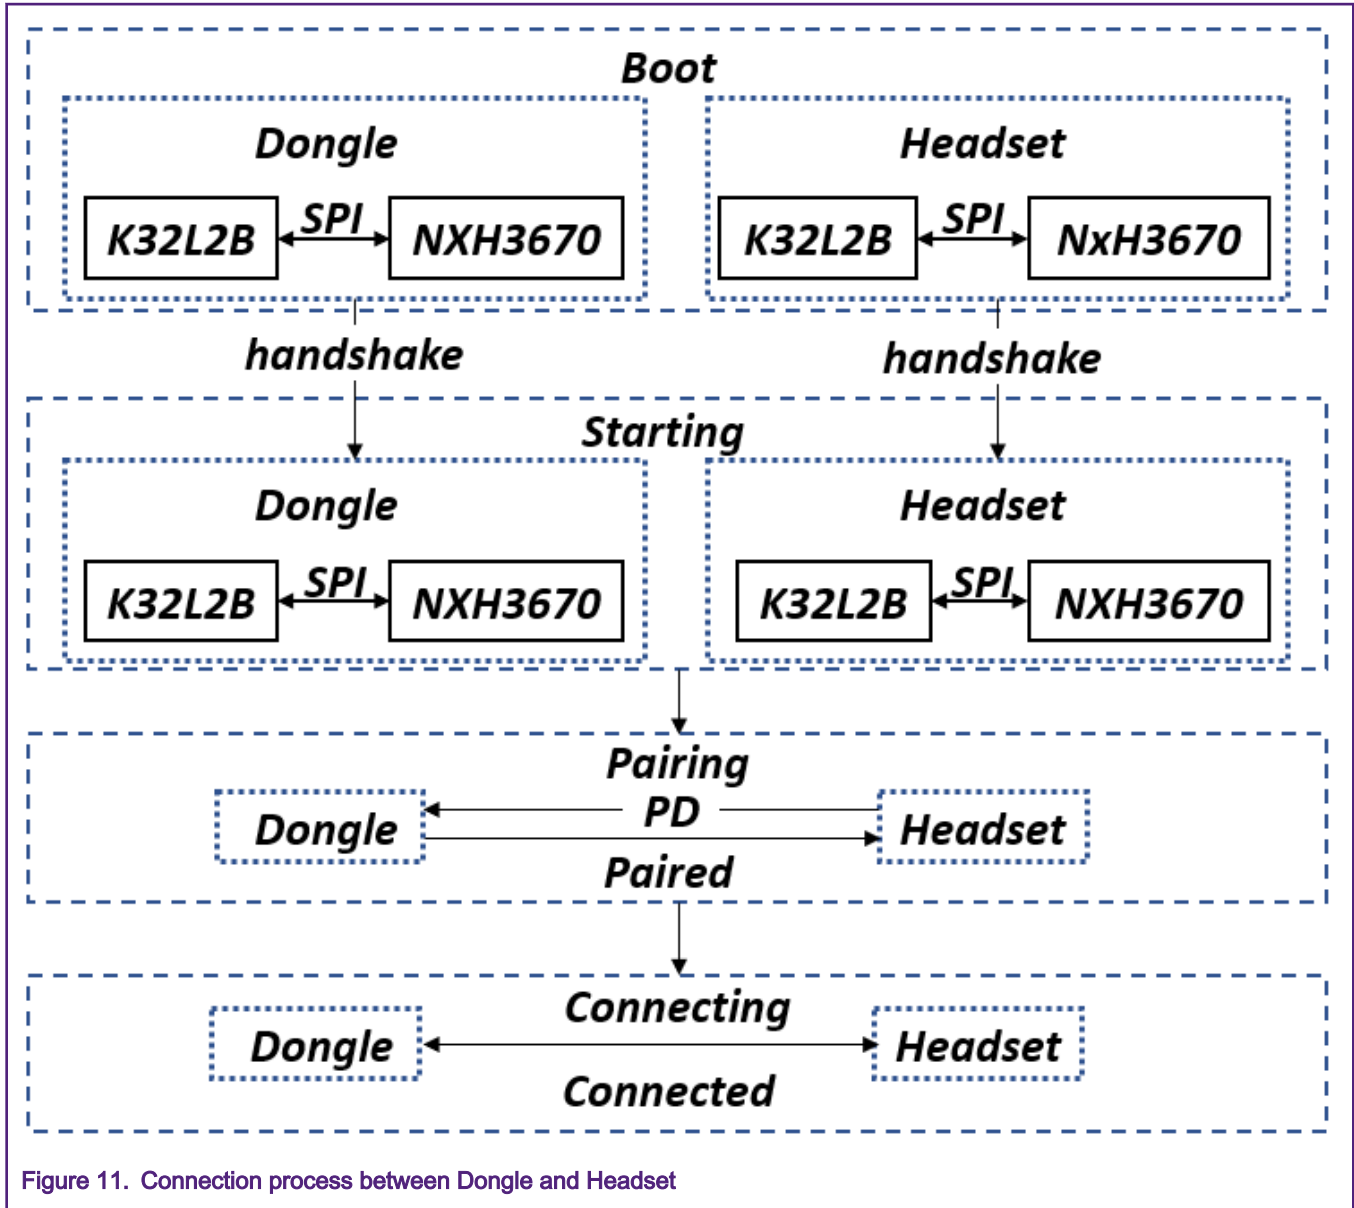 Boot
Dongle
Headset
K32L2B
SPI
NXH3670
K32L2B
SPI
NxH3670
handshake
handshake
Starting
Dongle
Headset
K32L2B
SPI
NXH3670
K32L2B
SPI
NXH3670
Pairing
Dongle
PD
Headset
Paired
Connecting
Dongle
Headset
Connected
Figure 11. Connection process between Dongle and Headset